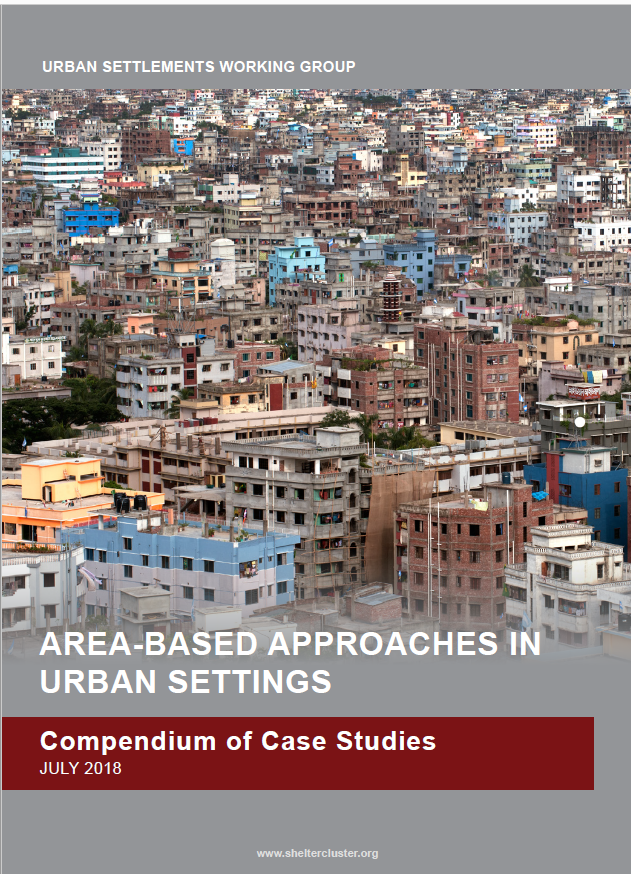 URBAN SETTLEMENTS WORKING GROUP
AREA-BASED APPROACHES IN
URBAN SETTINGS
Compendium of Case Studies
JULY 2018
www.sheltercluster.org